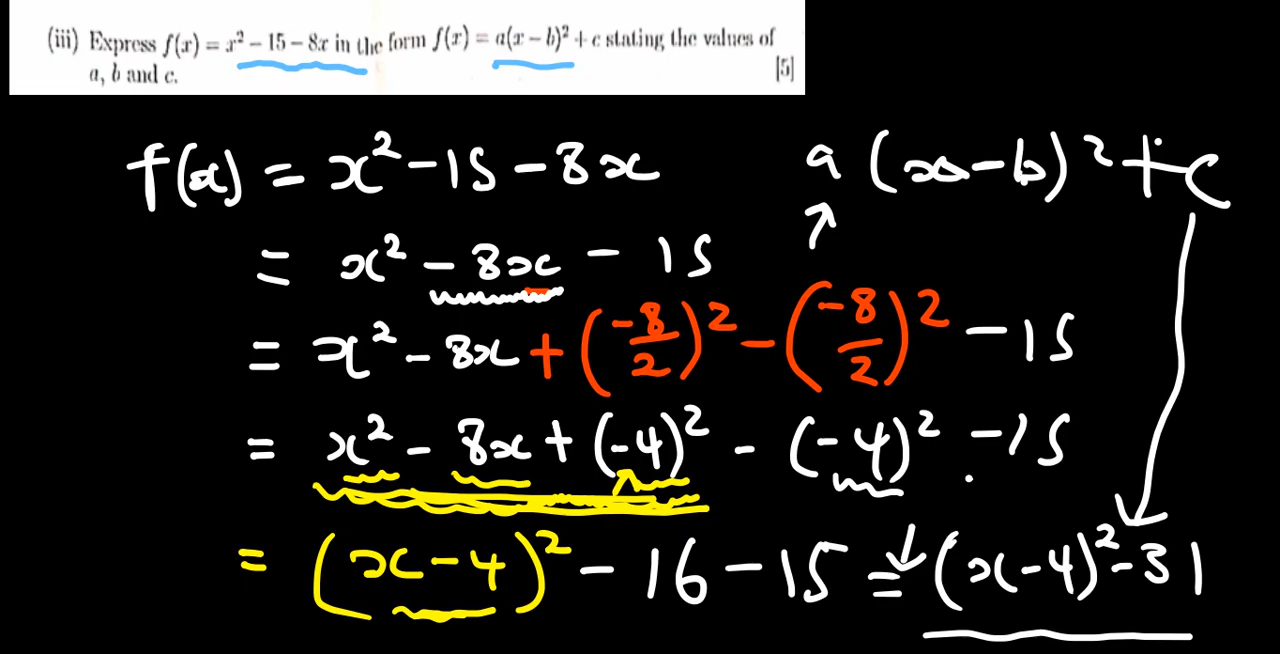 (iii) Express f(x) = x² − 15 − 8x in the form f(x) = a(x − b)² + c stating the values of
a, b and c. [5]
f(x) = x² − 15 − 8x a(x − b)² + c
= x² − 8x − 15
= x² − 8x + (−8/2)² − (−8/2)² − 15
= x² − 8x + (−4)² − (−4)² − 15
= (x − 4)² − 16 − 15 = (x − 4)² − 31